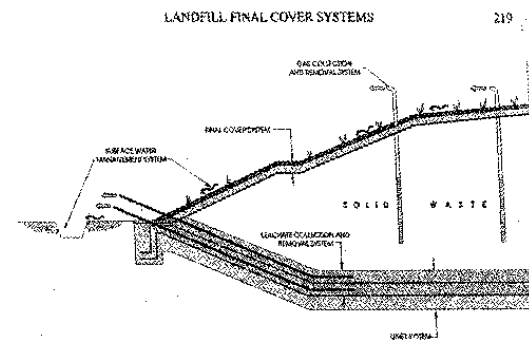 LANDFILL FINAL COVER SYSTEMS 219
GAS COLLECTION
AND REMOVAL SYSTEM
FINAL COVER SYSTEM
SURFACE WATER
MANAGEMENT SYSTEM
SOLID WASTE
LEACHATE COLLECTION AND
REMOVAL SYSTEM
LINER SYSTEM